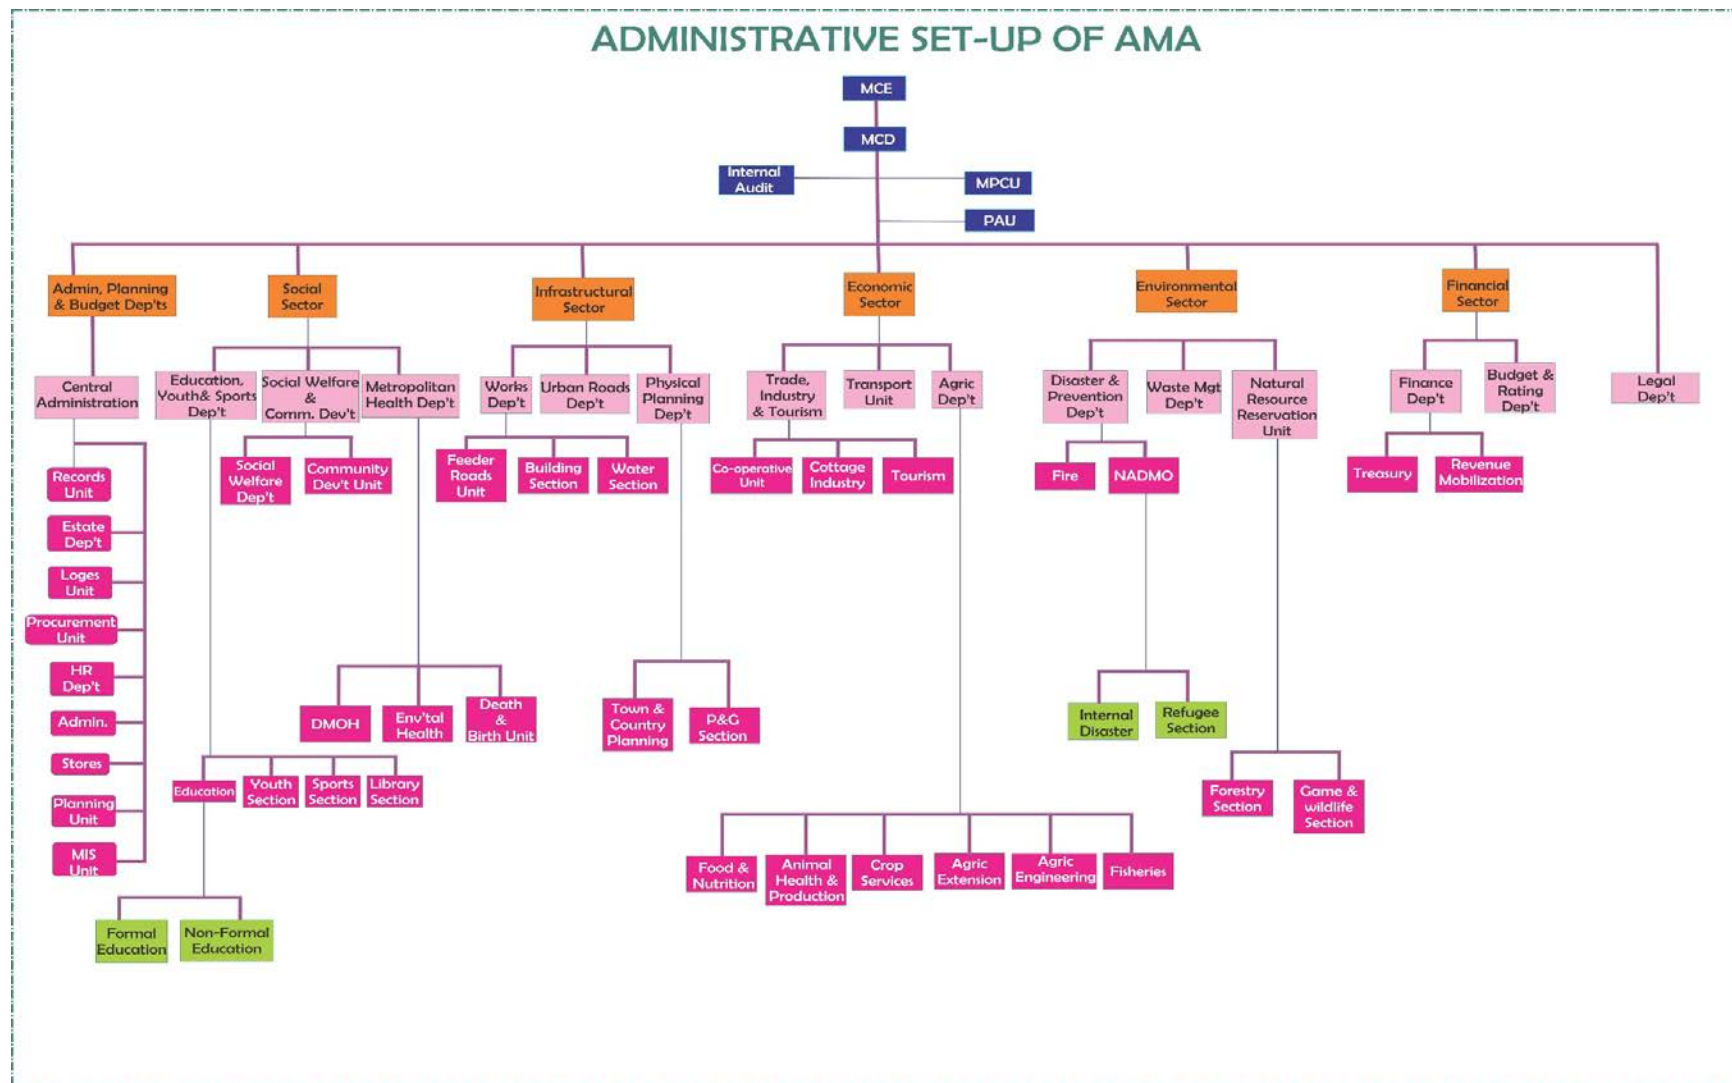 ADMINISTRATIVE SET-UP OF AMA
MCE
MCD
Internal
Audit
MPCU
PAU
Admin, Planning
& Budget Dep'ts
Social
Sector
Infrastructural
Sector
Economic
Sector
Environmental
Sector
Financial
Sector
Central
Administration
Education,
Youth& Sports
Dep't
Social Welfare
&
Comm. Dev't
Metropolitan
Health Dep't
Works
Dep't
Urban Roads
Dep't
Physical
Planning
Dep't
Trade,
Industry
& Tourism
Transport
Unit
Agric
Dep't
Disaster &
Prevention
Dep't
Waste Mgt
Dep't
Natural
Resource
Reservation
Unit
Finance
Dep't
Budget &
Rating
Dep't
Legal
Dep't
Records
Unit
Estate
Dep't
Loges
Unit
Procurement
Unit
HR
Dep't
Admin.
Stores
Planning
Unit
MIS
Unit
Social
Welfare
Dep't
Community
Dev't Unit
Feeder
Roads
Unit
Building
Section
Water
Section
Co-operative
Unit
Cottage
Industry
Tourism
Fire
NADMO
Treasury
Revenue
Mobilization
DMOH
Env'tal
Health
Death
&
Birth Unit
Town &
Country
Planning
P&G
Section
Internal
Disaster
Refugee
Section
Education
Youth
Section
Sports
Section
Library
Section
Forestry
Section
Game &
wildlife
Section
Food &
Nutrition
Animal
Health &
Production
Crop
Services
Agric
Extension
Agric
Engineering
Fisheries
Formal
Education
Non-Formal
Education